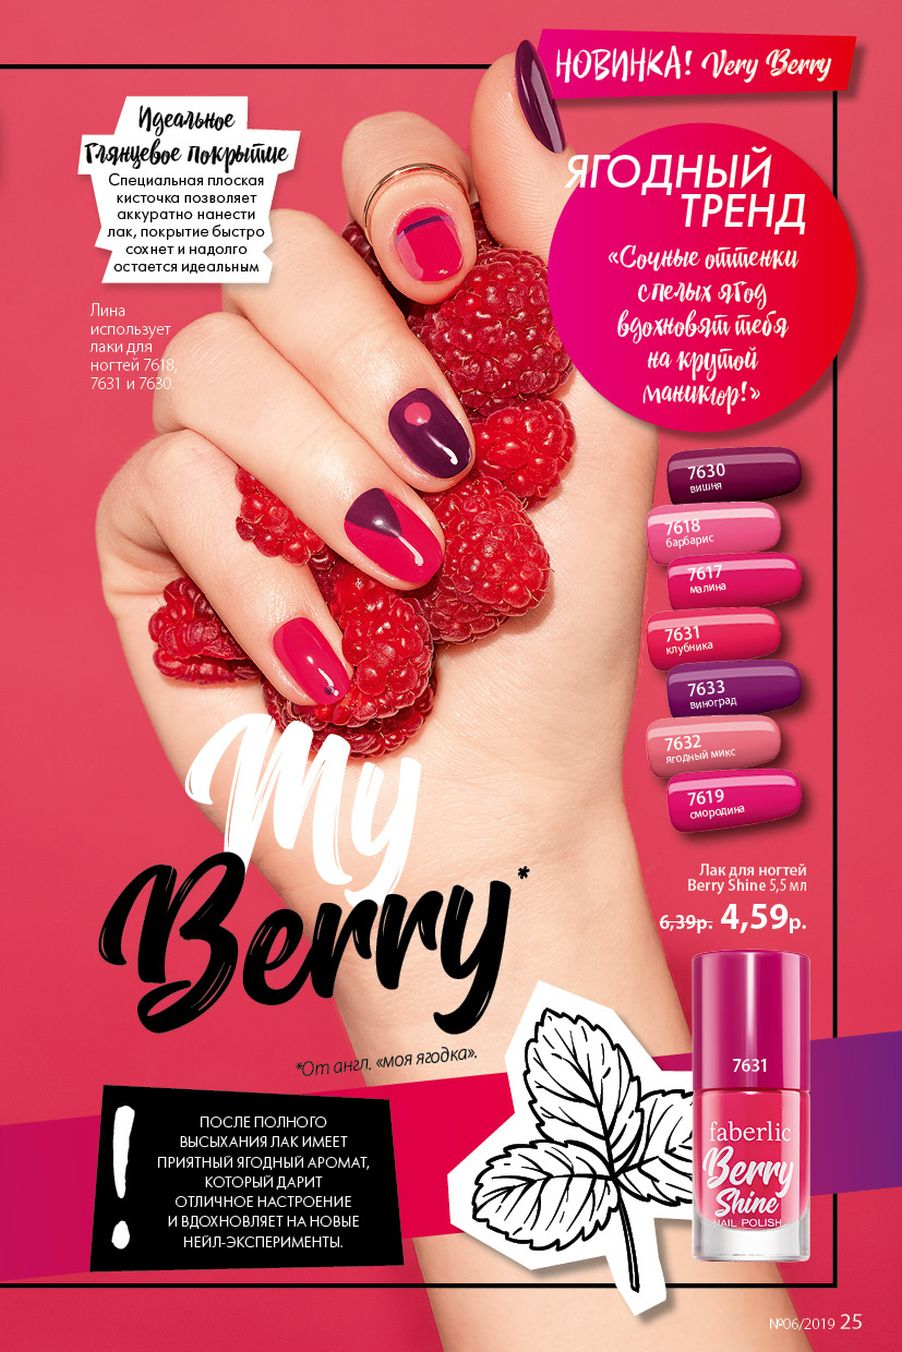 НОВИНКА! Very Berry
Идеальное
глянцевое покрытие
Специальная плоская
кисточка позволяет
аккуратно нанести
лак, покрытие быстро
сохнет и надолго
остается идеальным
Лина
использует
лаки для
ногтей 7618,
7631 и 7630.
ЯГОДНЫЙ
ТРЕНД
«Сочные оттенки
спелых ягод
вдохновят тебя
на крутой
маникюр!»
7630
вишня
7618
барбарис
7617
малина
7631
клубника
7633
виноград
7632
ягодный микс
7619
смородина
My
Berry*
*От англ. «моя ягодка».
Лак для ногтей
Berry Shine 5,5 мл
6,39р. 4,59р.
7631
faberlic
Berry
Shine
NAIL POLISH
!
ПОСЛЕ ПОЛНОГО
ВЫСЫХАНИЯ ЛАК ИМЕЕТ
ПРИЯТНЫЙ ЯГОДНЫЙ АРОМАТ,
КОТОРЫЙ ДАРИТ
ОТЛИЧНОЕ НАСТРОЕНИЕ
И ВДОХНОВЛЯЕТ НА НОВЫЕ
НЕЙЛ-ЭКСПЕРИМЕНТЫ.
№06/2019 25